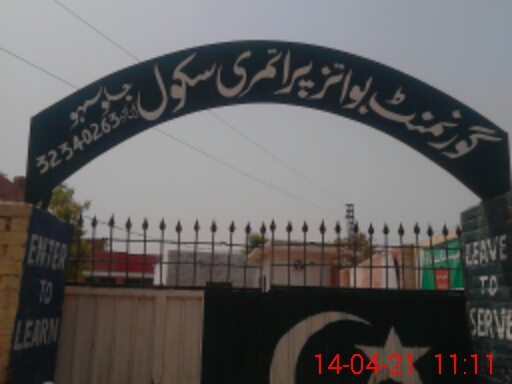 گورنمنٹ بوائز پرائمری سکول
32340263
ENTER
TO
LEARN
LEAVE
TO
SERVE
14-04-21 11:11